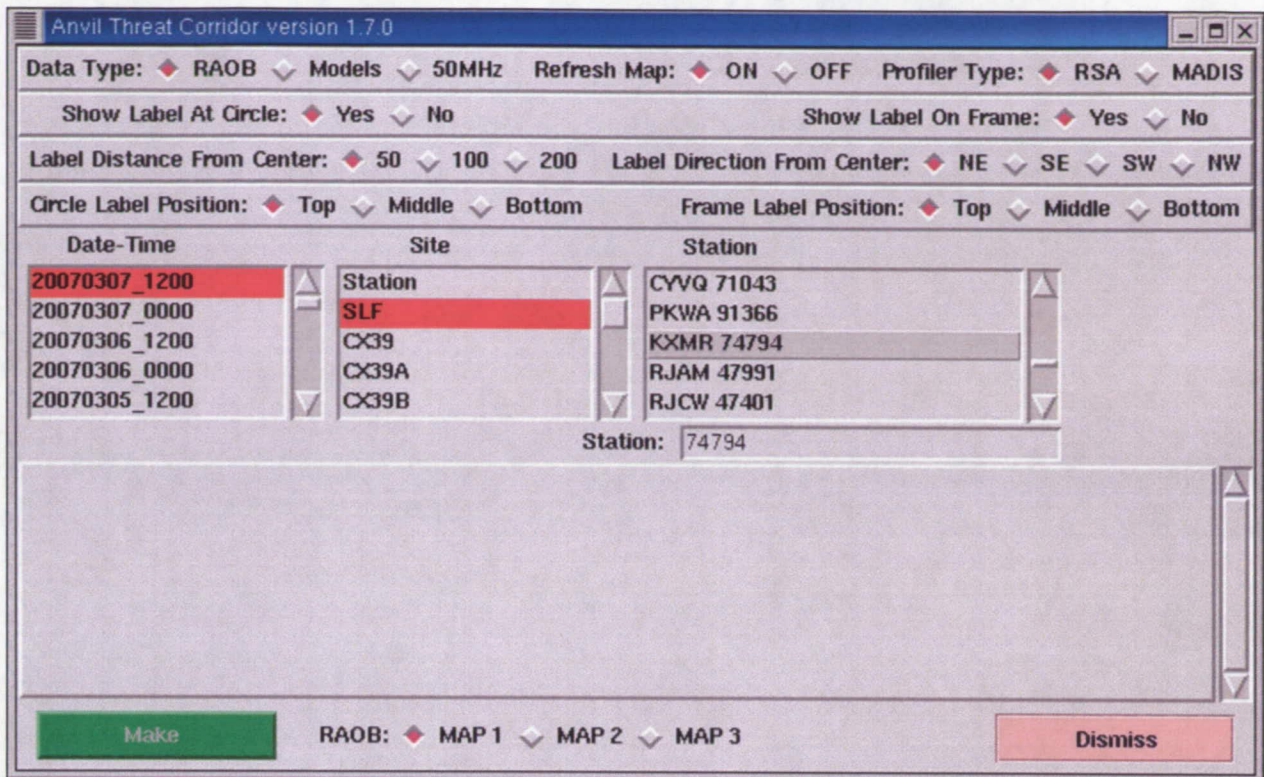 Anvil Threat Corridor version 1.7.0
Data Type: RAOB Models 50MHz Refresh Map: ON OFF Profiler Type: RSA MADIS
Show Label At Circle: Yes No Show Label On Frame: Yes No
Label Distance From Center: 50 100 200 Label Direction From Center: NE SE SW NW
Circle Label Position: Top Middle Bottom Frame Label Position: Top Middle Bottom
Date-Time Site Station
20070307_1200 Station CYVQ 71043
20070307_0000 SLF PKWA 91366
20070306_1200 CX39 KXMR 74794
20070306_0000 CX39A RJAM 47991
20070305_1200 CX39B RJCW 47401
Station: 74794
Make RAOB: MAP 1 MAP 2 MAP 3 Dismiss